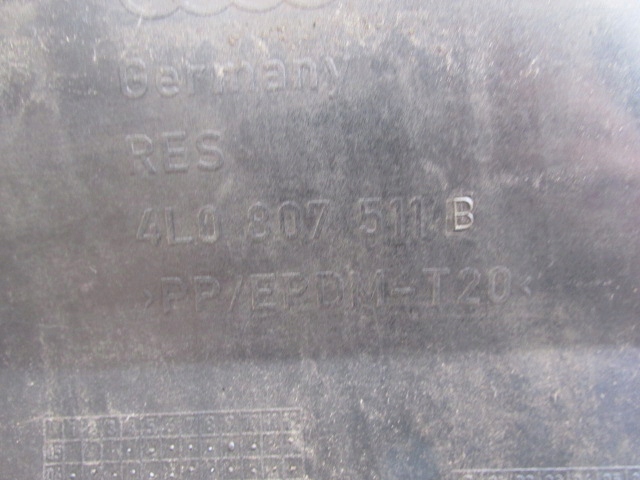 Germany
RES
4L0 807 511 B
>PP/EPDM-T20<